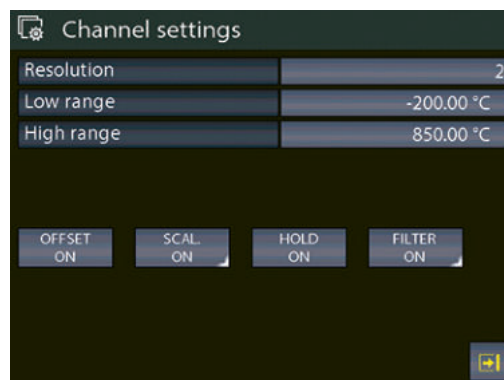 Channel settings
Resolution 2
Low range -200.00 °C
High range 850.00 °C
OFFSET SCAL. HOLD FILTER
ON ON ON ON